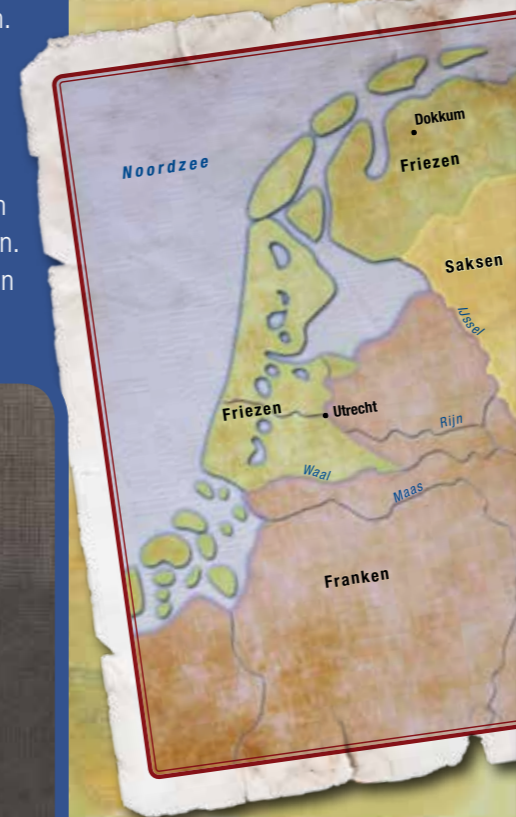 n.
n
n.
n
Noordzee
Dokkum
Friezen
Saksen
IJssel
Friezen
Utrecht
Rijn
Waal
Maas
Franken